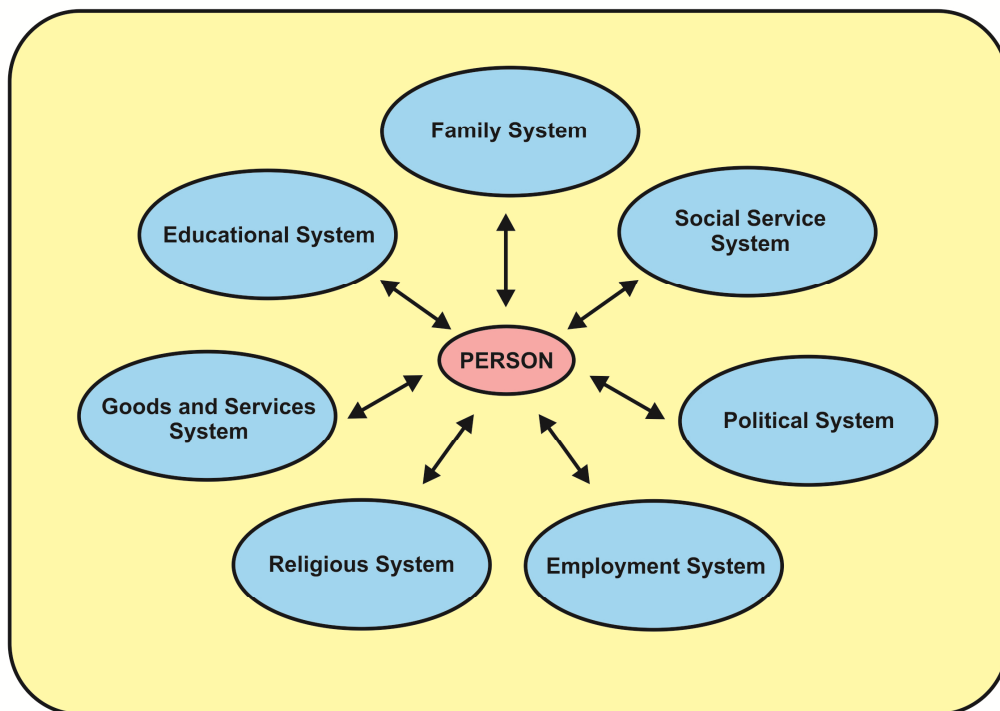 Family System
Educational System
Social Service
System
PERSON
Goods and Services
System
Political System
Religious System
Employment System